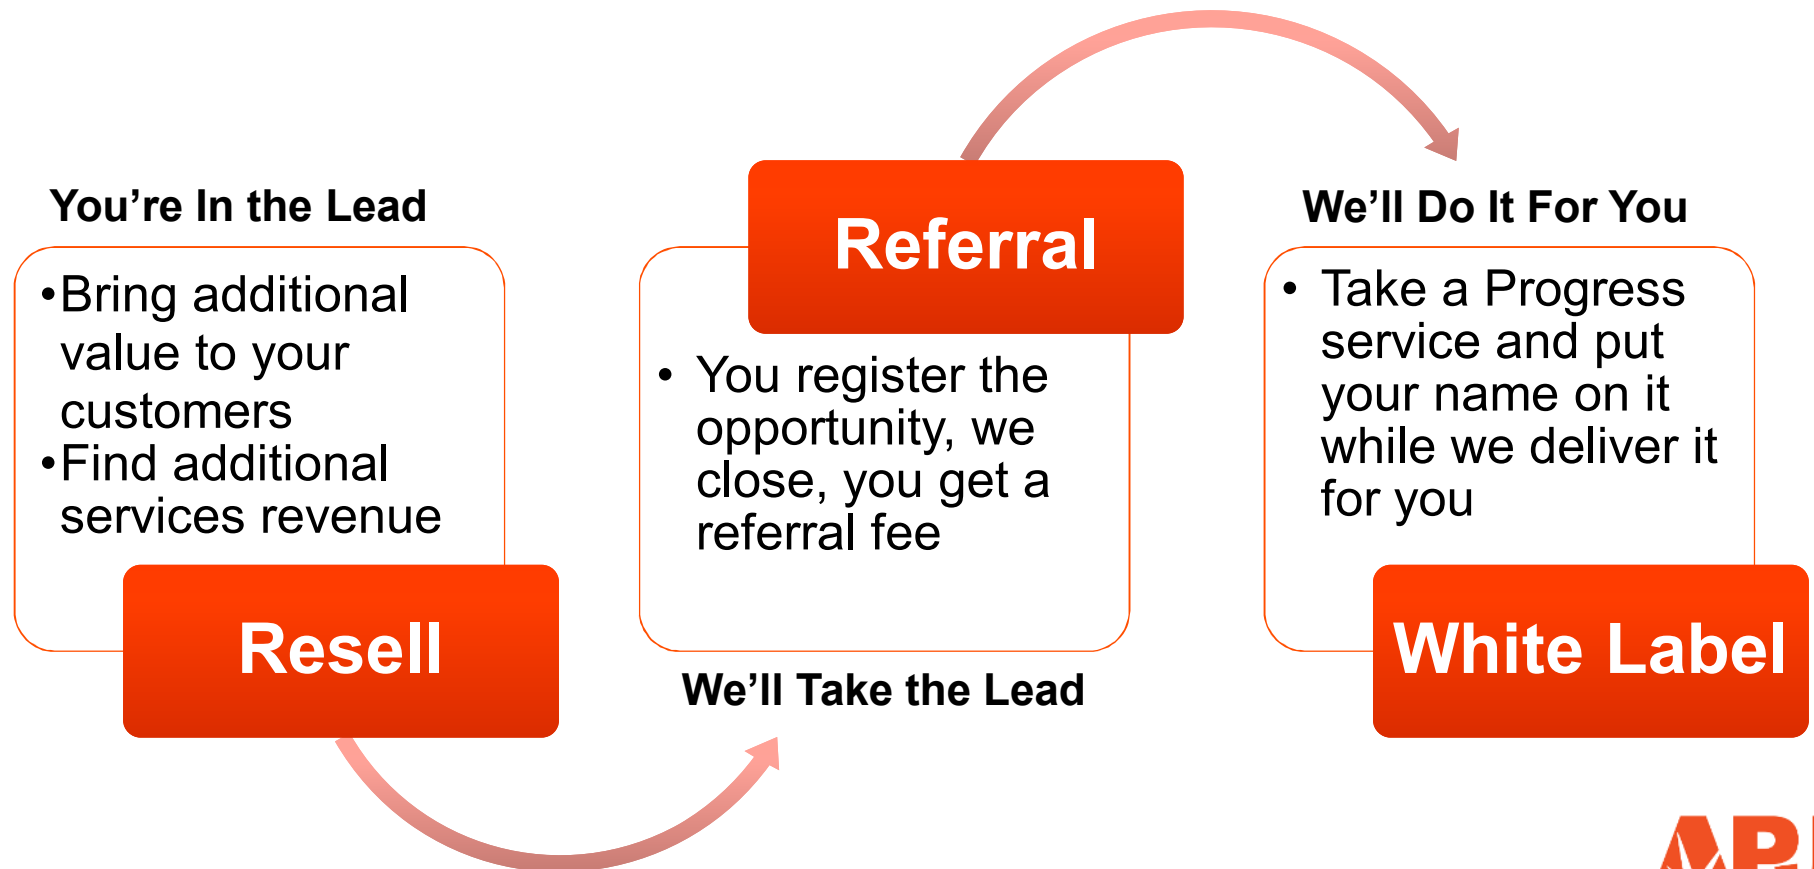 You’re In the Lead
•Bring additional
value to your
customers
•Find additional
services revenue
Resell
Referral
• You register the
opportunity, we
close, you get a
referral fee
We’ll Take the Lead
We’ll Do It For You
• Take a Progress
service and put
your name on it
while we deliver it
for you
White Label